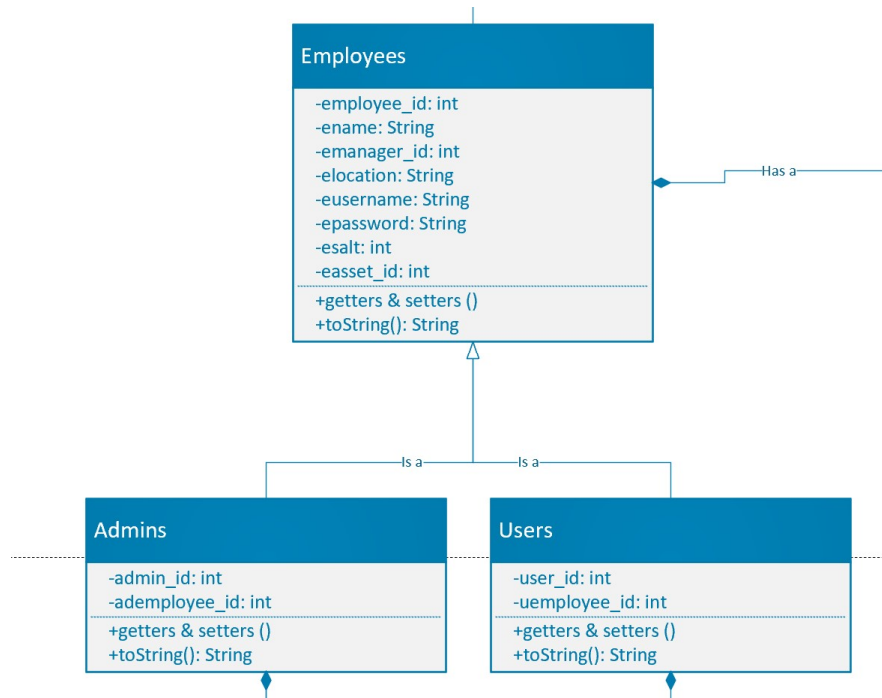 Employees
-employee_id: int
-ename: String
-emanager_id: int
-elocation: String
-eusername: String
-epassword: String
-esalt: int
-easset_id: int
+getters & setters ()
+toString(): String
Has a
Is a
Is a
Admins
-admin_id: int
-ademployee_id: int
+getters & setters ()
+toString(): String
Users
-user_id: int
-uemployee_id: int
+getters & setters ()
+toString(): String